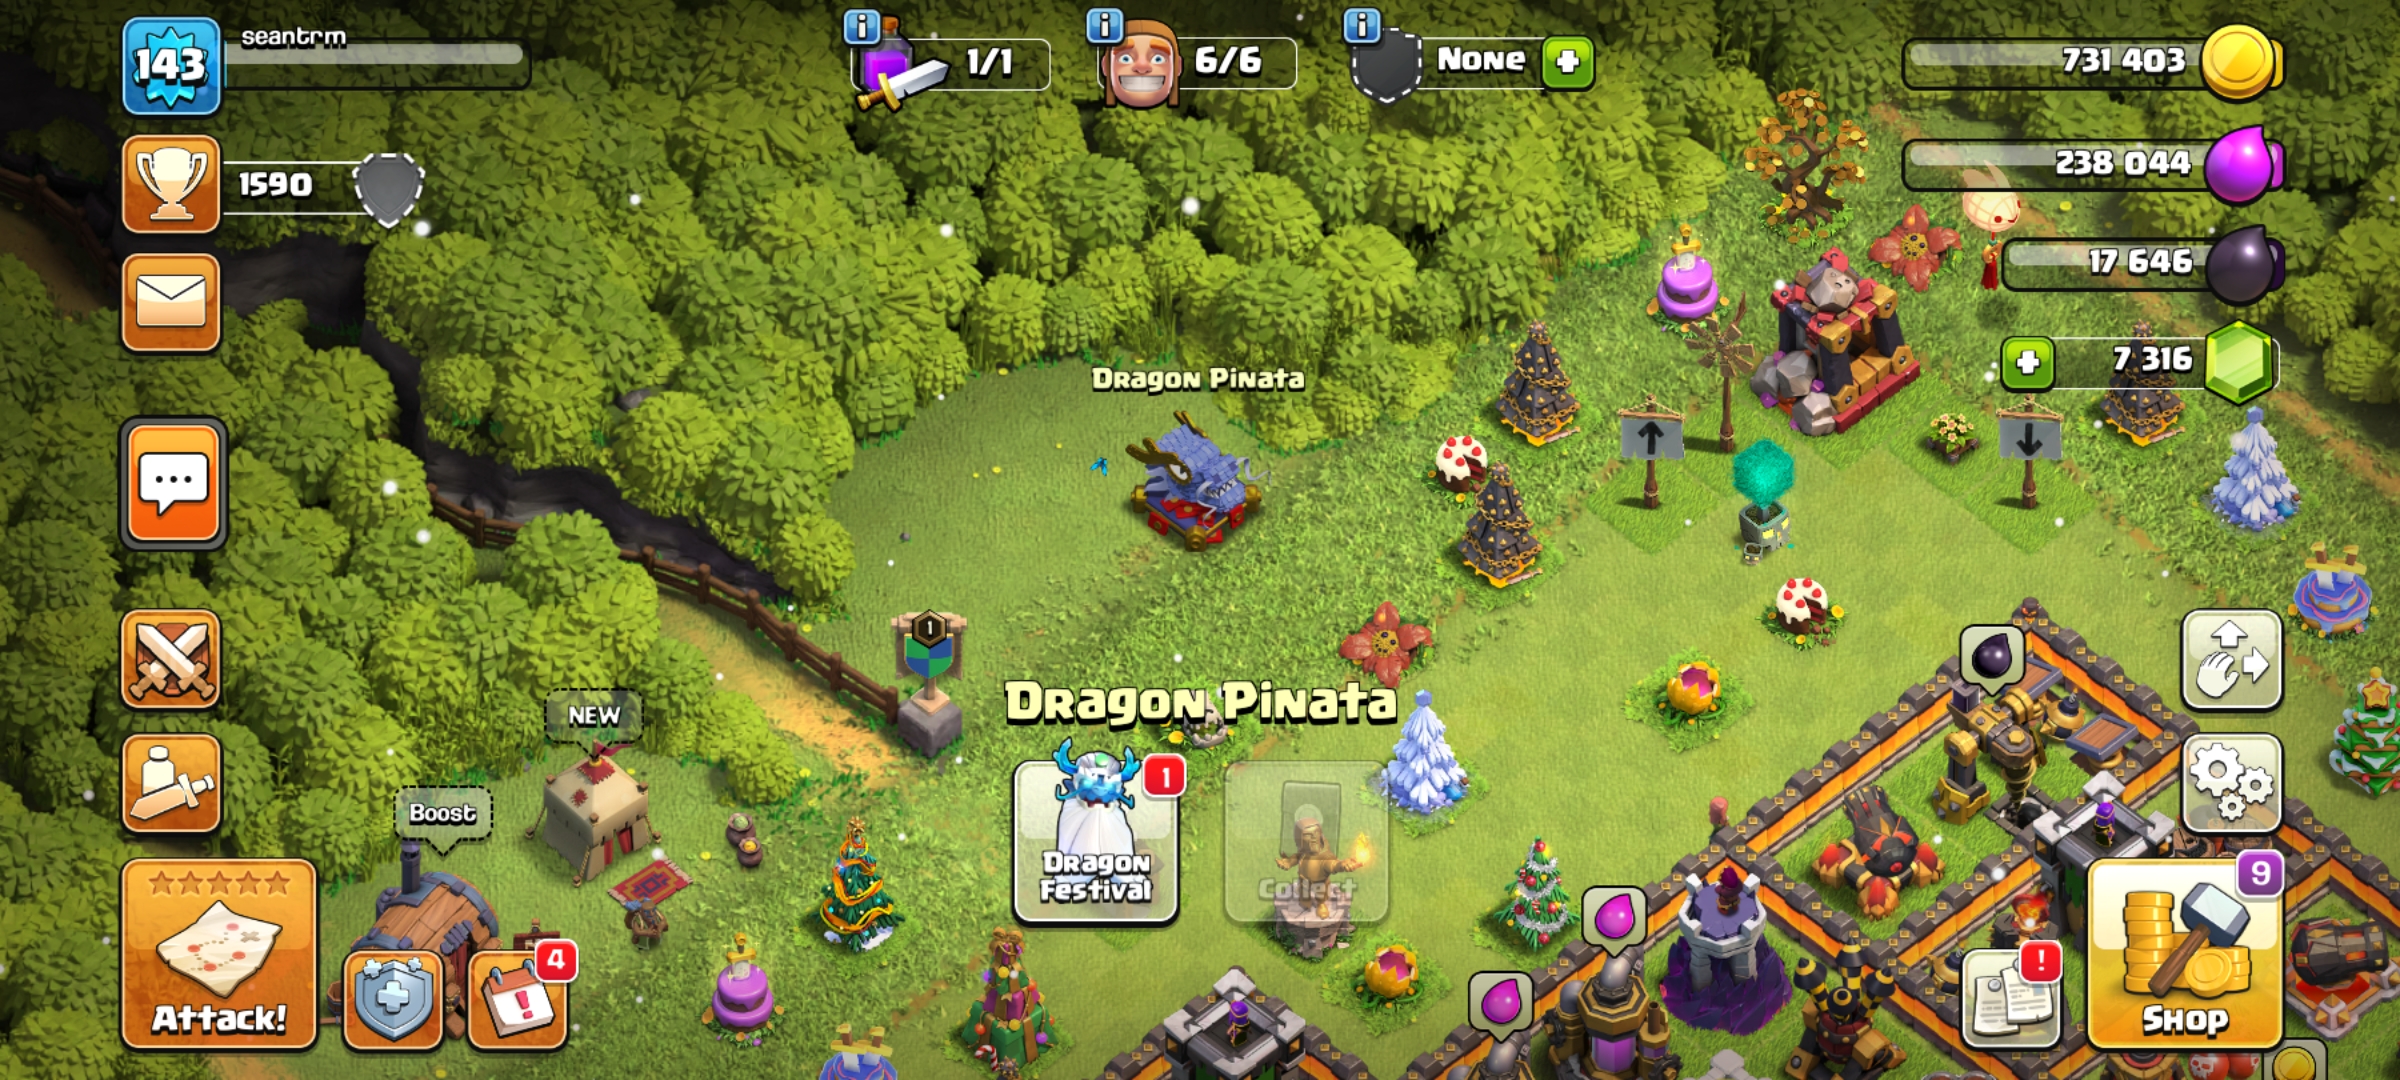 143
seantrm
1/1
6/6
None
731 403
1590
238 044
17 646
7 316
Dragon Pinata
1
Dragon Pinata
NEW
Boost
1
Dragon
Festival
Collect
9
4
!
Attack!
Shop